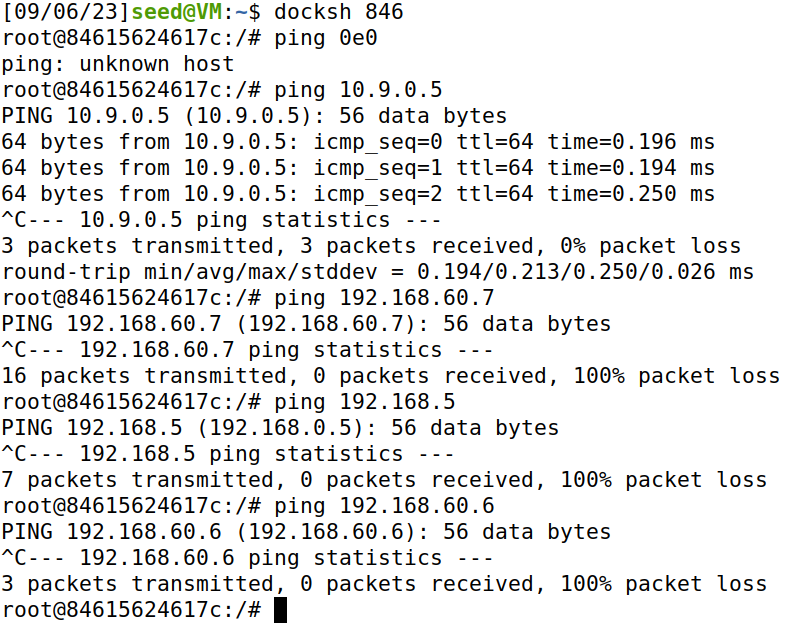 [09/06/23]seed@VM:~$ docksh 846
root@84615624617c:/# ping 0e0
ping: unknown host
root@84615624617c:/# ping 10.9.0.5
PING 10.9.0.5 (10.9.0.5): 56 data bytes
64 bytes from 10.9.0.5: icmp_seq=0 ttl=64 time=0.196 ms
64 bytes from 10.9.0.5: icmp_seq=1 ttl=64 time=0.194 ms
64 bytes from 10.9.0.5: icmp_seq=2 ttl=64 time=0.250 ms
^C--- 10.9.0.5 ping statistics ---
3 packets transmitted, 3 packets received, 0% packet loss
round-trip min/avg/max/stddev = 0.194/0.213/0.250/0.026 ms
root@84615624617c:/# ping 192.168.60.7
PING 192.168.60.7 (192.168.60.7): 56 data bytes
^C--- 192.168.60.7 ping statistics ---
16 packets transmitted, 0 packets received, 100% packet loss
root@84615624617c:/# ping 192.168.5
PING 192.168.5 (192.168.0.5): 56 data bytes
^C--- 192.168.5 ping statistics ---
7 packets transmitted, 0 packets received, 100% packet loss
root@84615624617c:/# ping 192.168.60.6
PING 192.168.60.6 (192.168.60.6): 56 data bytes
^C--- 192.168.60.6 ping statistics ---
3 packets transmitted, 0 packets received, 100% packet loss
root@84615624617c:/#